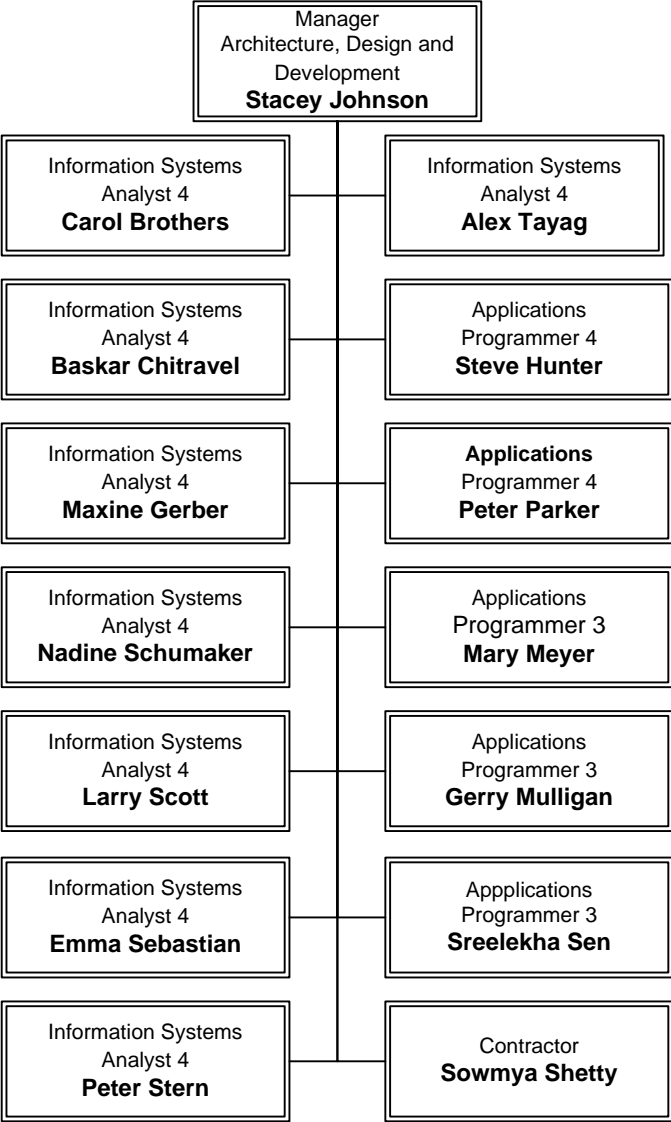 Manager
Architecture, Design and
Development
Stacey Johnson
Information Systems
Analyst 4
Carol Brothers
Information Systems
Analyst 4
Alex Tayag
Information Systems
Analyst 4
Baskar Chitravel
Applications
Programmer 4
Steve Hunter
Information Systems
Analyst 4
Maxine Gerber
Applications
Programmer 4
Peter Parker
Information Systems
Analyst 4
Nadine Schumaker
Applications
Programmer 3
Mary Meyer
Information Systems
Analyst 4
Larry Scott
Applications
Programmer 3
Gerry Mulligan
Information Systems
Analyst 4
Emma Sebastian
Appplications
Programmer 3
Sreelekha Sen
Information Systems
Analyst 4
Peter Stern
Contractor
Sowmya Shetty